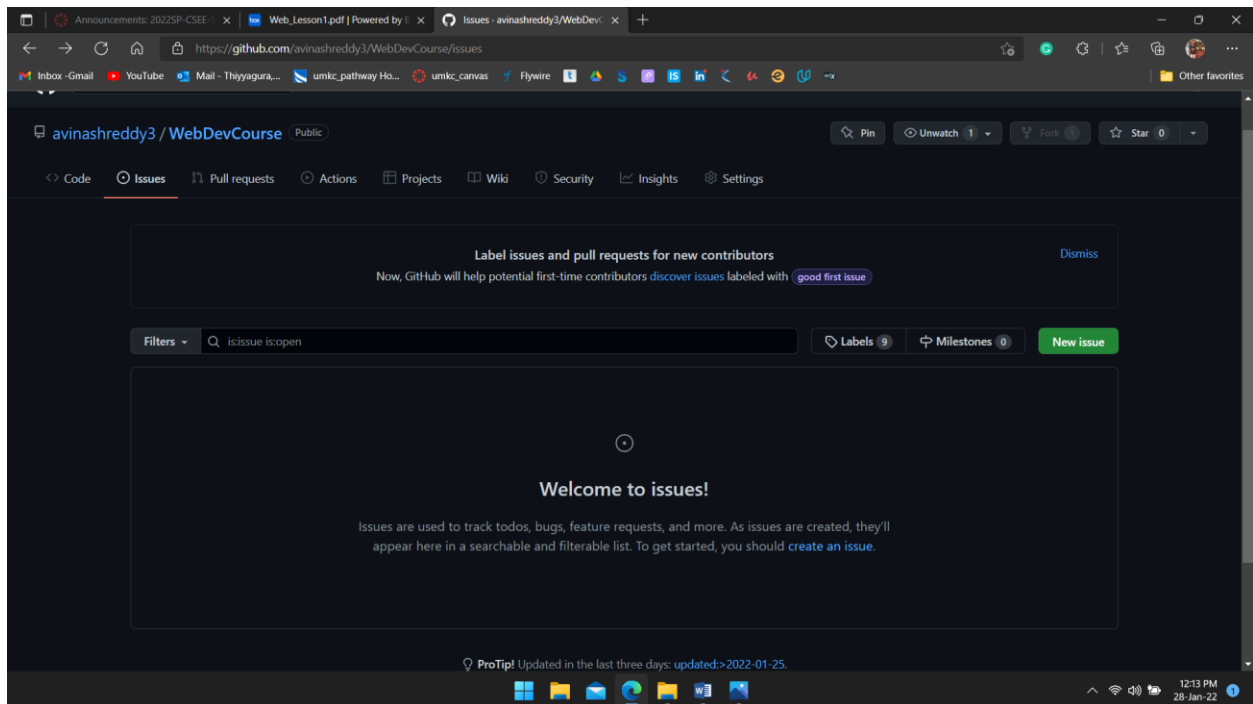 Announcements: 2022SP-CSEE-
Web_Lesson1.pdf | Powered by
Issues · avinashreddy3/WebDev
https://github.com/avinashreddy3/WebDevCourse/issues
Inbox -Gmail YouTube Mail - Thiyyagura,... umkc_pathway Ho... umkc_canvas Flywire Other favorites
avinashreddy3 / WebDevCourse Public Pin Unwatch 1 Fork 1 Star 0
Code Issues Pull requests Actions Projects Wiki Security Insights Settings
Label issues and pull requests for new contributors Dismiss
Now, GitHub will help potential first-time contributors discover issues labeled with good first issue
Filters is:issue is:open Labels 9 Milestones 0 New issue
Welcome to issues!
Issues are used to track todos, bugs, feature requests, and more. As issues are created, they'll
appear here in a searchable and filterable list. To get started, you should create an issue.
ProTip! Updated in the last three days: updated:>2022-01-25.
12:13 PM
28-Jan-22 1